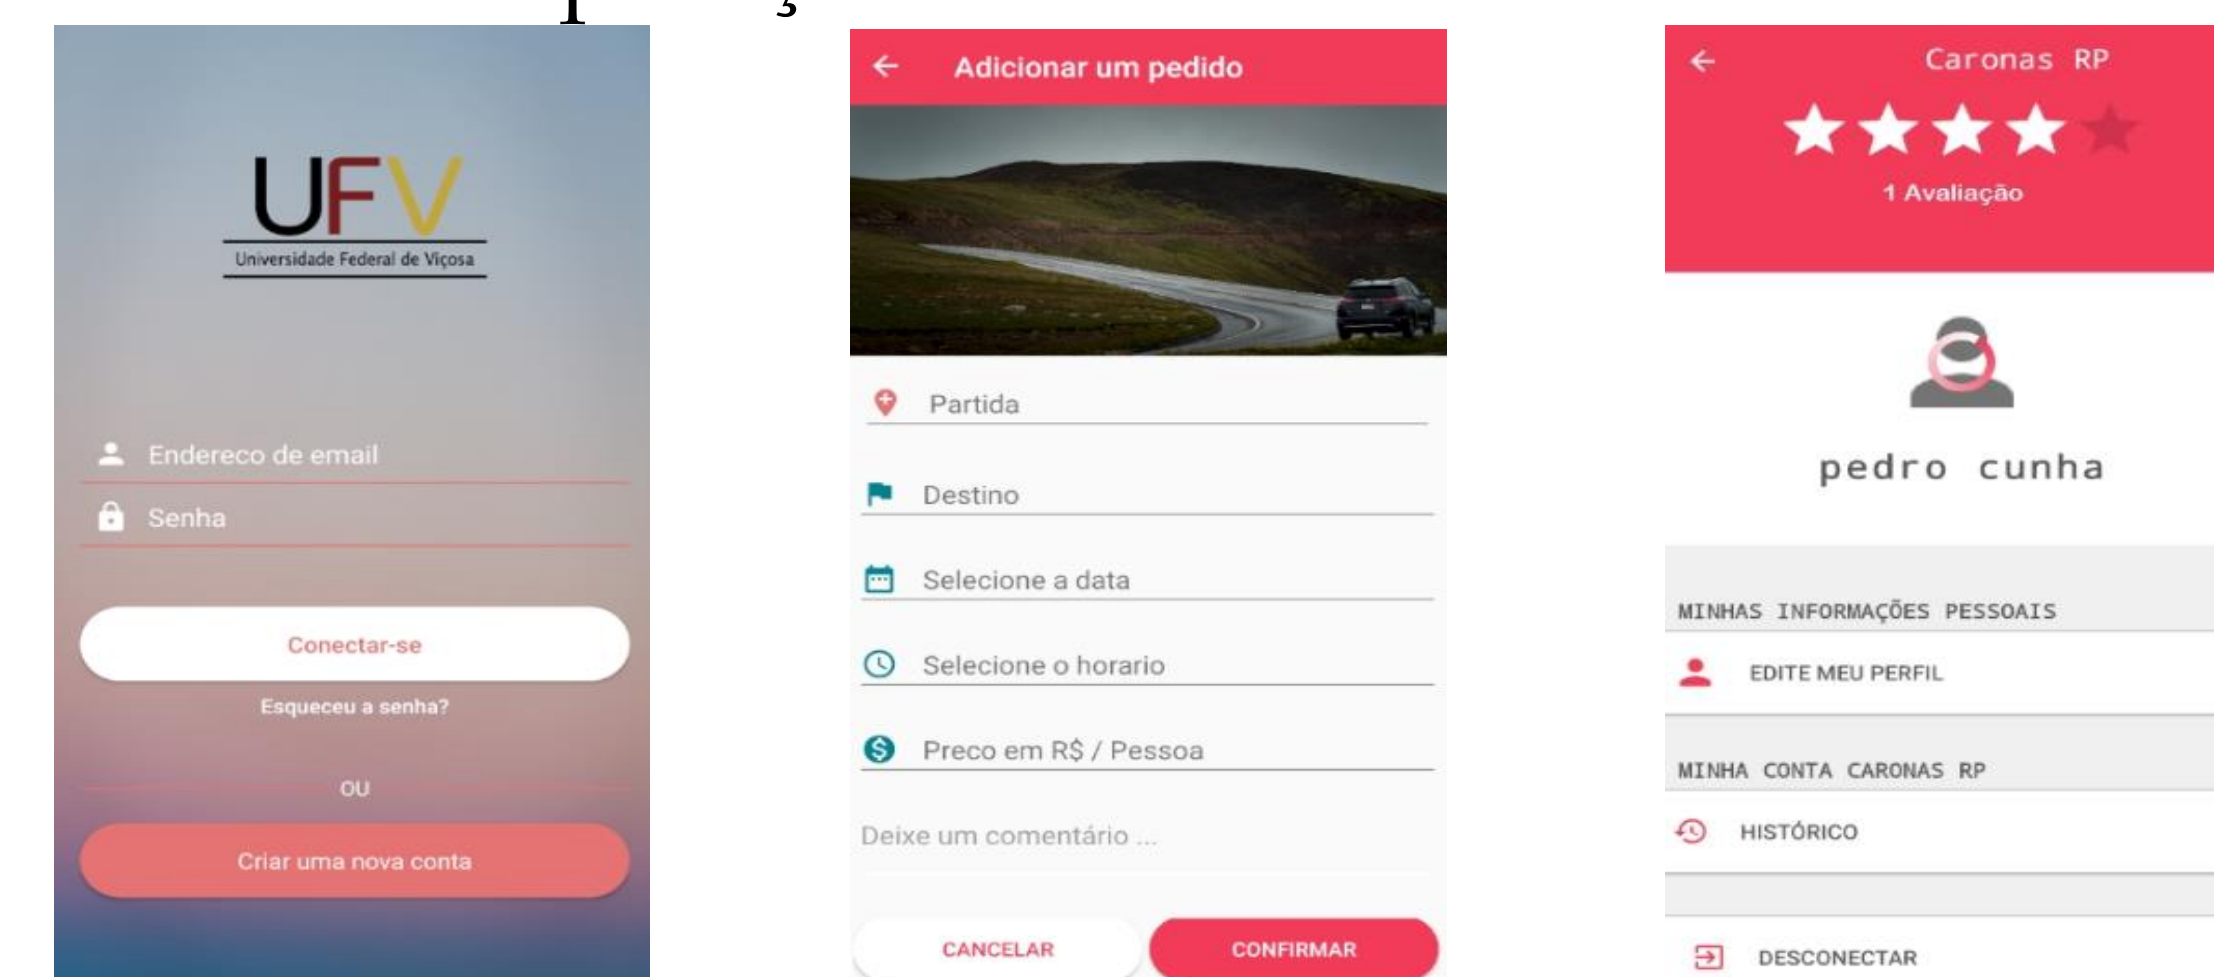 UFV
Universidade Federal de Viçosa
Endereco de email
Senha
Conectar-se
Esqueceu a senha?
OU
Criar uma nova conta
Adicionar um pedido
Partida
Destino
Selecione a data
Selecione o horario
Preco em R$ / Pessoa
Deixe um comentário ...
CANCELAR
CONFIRMAR
Caronas RP
1 Avaliação
pedro cunha
MINHAS INFORMAÇÕES PESSOAIS
EDITE MEU PERFIL
MINHA CONTA CARONAS RP
HISTÓRICO
DESCONECTAR